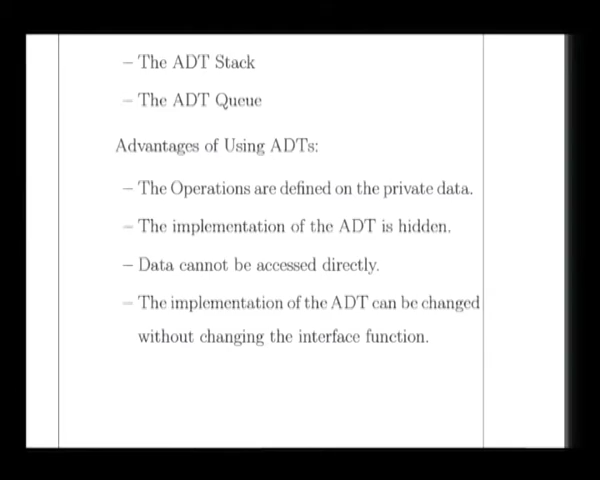 – The ADT Stack
– The ADT Queue
Advantages of Using ADTs:
– The Operations are defined on the private data.
– The implementation of the ADT is hidden.
– Data cannot be accessed directly.
– The implementation of the ADT can be changed
without changing the interface function.